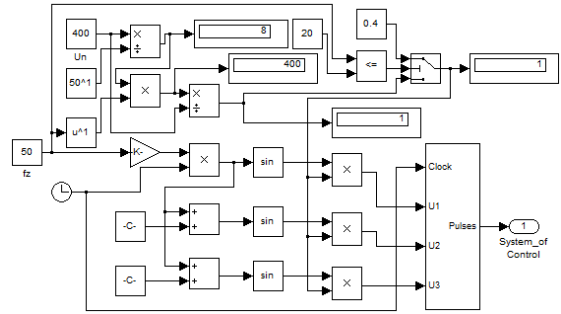 400
Un
8
20
0.4
50^1
400
<=
1
u^1
1
50
fz
-K-
sin
Clock
-C-
sin
U1
Pulses
1
System_of
Control
U2
-C-
sin
U3